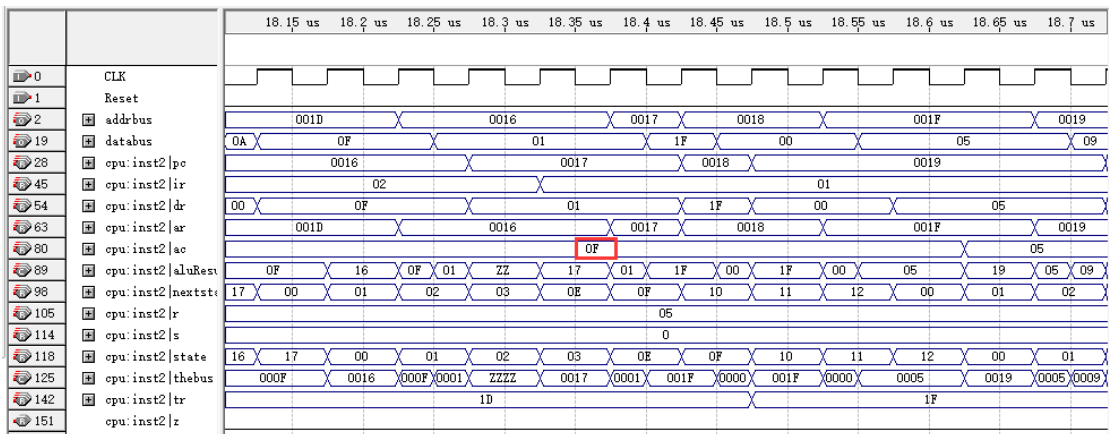 18.15 us 18.2 us 18.25 us 18.3 us 18.35 us 18.4 us 18.45 us 18.5 us 18.55 us 18.6 us 18.65 us 18.7 us
0 CLK
1 Reset
2 addrbus 001D 0016 0017 0018 001F 0019
19 databus 0A 0F 01 1F 00 05 09
28 cpu:inst2|pc 0016 0017 0018 0019
45 cpu:inst2|ir 02 01
54 cpu:inst2|dr 00 0F 01 1F 00 05
63 cpu:inst2|ar 001D 0016 0017 0018 001F 0019
80 cpu:inst2|ac 0F 05
89 cpu:inst2|aluResu 0F 16 0F 01 ZZ 17 01 1F 00 1F 00 05 19 05 09
98 cpu:inst2|nextste 17 00 01 02 03 0E 0F 10 11 12 00 01 02
105 cpu:inst2|r 05
114 cpu:inst2|s 0
118 cpu:inst2|state 16 17 00 01 02 03 0E 0F 10 11 12 00 01
125 cpu:inst2|thebus 000F 0016 000F 0001 ZZZZ 0017 0001 001F 0000 001F 0000 0005 0019 0005 0009
142 cpu:inst2|tr 1D 1F
151 cpu:inst2|z